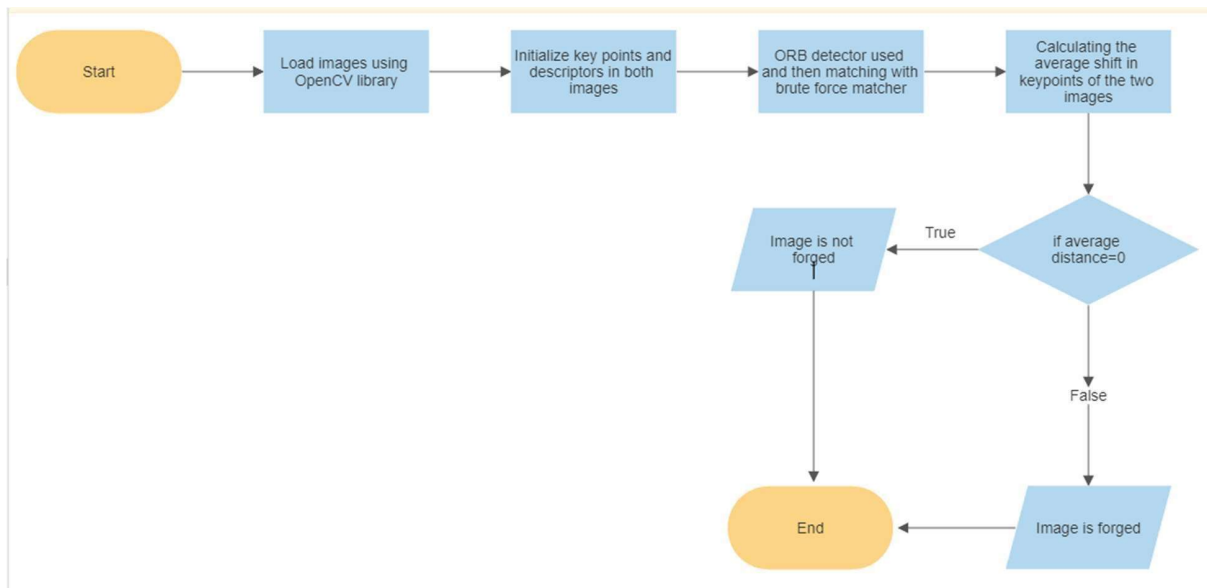 Start
Load images using
OpenCV library
Initialize key points and
descriptors in both
images
ORB detector used
and then matching with
brute force matcher
Calculating the
average shift in
keypoints of the two
images
if average
distance=0
True
Image is not
forged
False
Image is forged
End